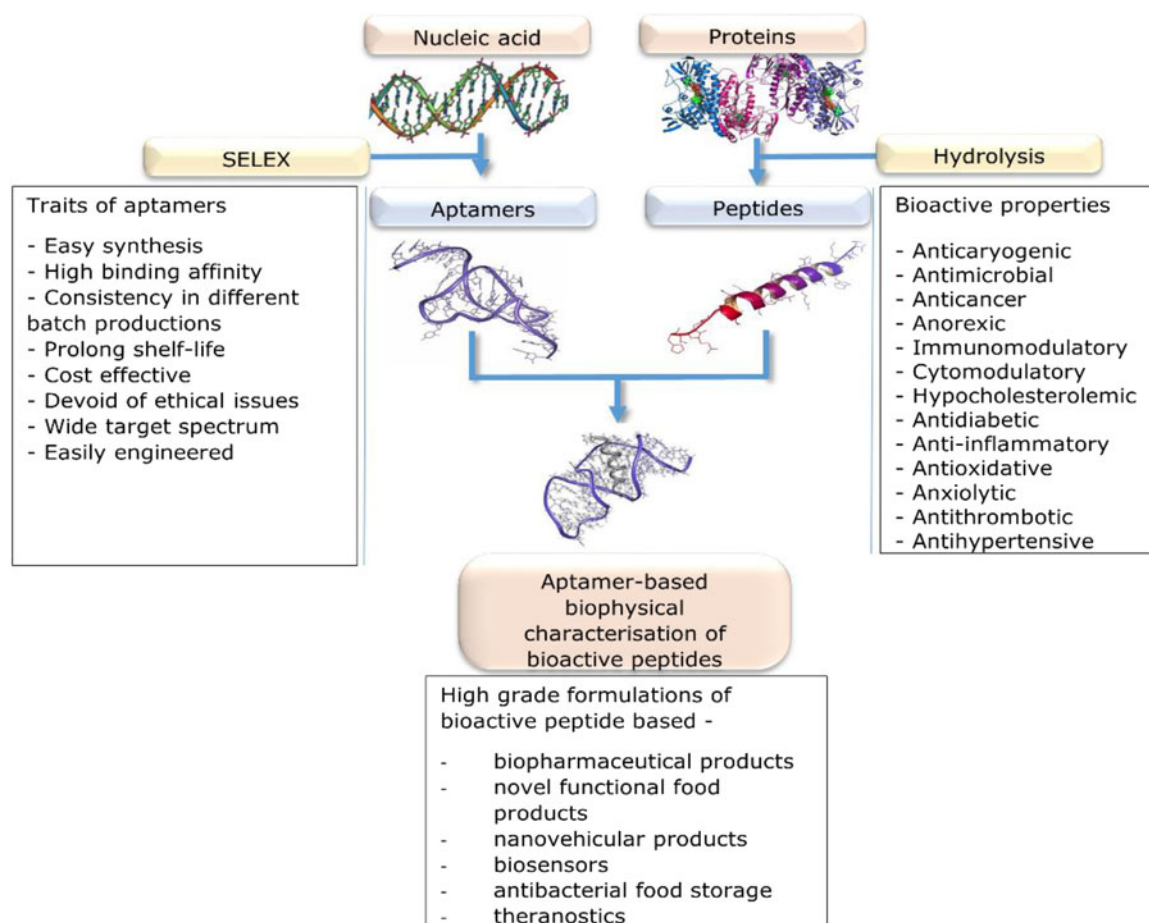 Nucleic acid
Proteins
SELEX
Hydrolysis
Traits of aptamers
- Easy synthesis
- High binding affinity
- Consistency in different
batch productions
- Prolong shelf-life
- Cost effective
- Devoid of ethical issues
- Wide target spectrum
- Easily engineered
Aptamers
Peptides
Bioactive properties
- Anticaryogenic
- Antimicrobial
- Anticancer
- Anorexic
- Immunomodulatory
- Cytomodulatory
- Hypocholesterolemic
- Antidiabetic
- Anti-inflammatory
- Antioxidative
- Anxiolytic
- Antithrombotic
- Antihypertensive
Aptamer-based
biophysical
characterisation of
bioactive peptides
High grade formulations of
bioactive peptide based -
- biopharmaceutical products
- novel functional food
products
- nanovehicular products
- biosensors
- antibacterial food storage
- theranostics